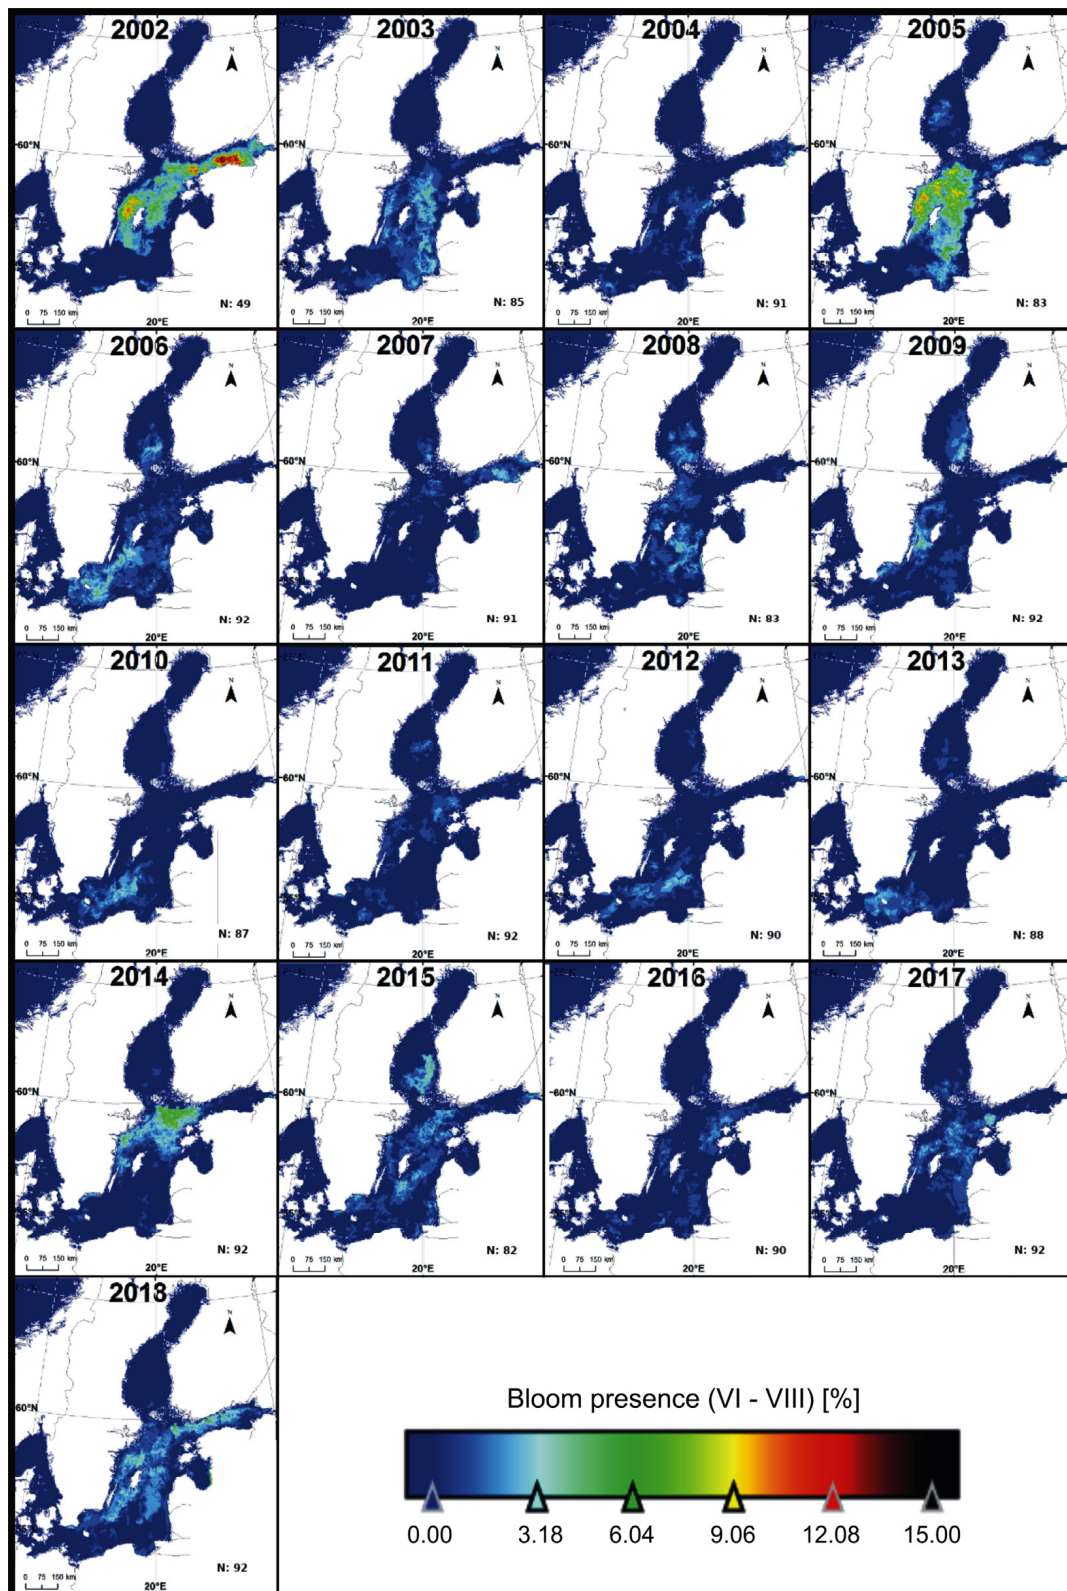 2002
N
60°N
N: 49
0 75 150 km
20°E
2003
N
60°N
N: 85
0 75 150 km
20°E
2004
N
60°N
N: 91
0 75 150 km
20°E
2005
N
60°N
N: 83
0 75 150 km
20°E
2006
N
60°N
N: 92
0 75 150 km
20°E
2007
N
60°N
N: 91
0 75 150 km
20°E
2008
N
60°N
N: 83
0 75 150 km
20°E
2009
N
60°N
N: 92
0 75 150 km
20°E
2010
N
60°N
N: 87
0 75 150 km
20°E
2011
N
60°N
N: 92
0 75 150 km
20°E
2012
N
60°N
N: 90
0 75 150 km
20°E
2013
N
60°N
N: 88
0 75 150 km
20°E
2014
N
60°N
N: 92
0 75 150 km
20°E
2015
N
60°N
N: 82
0 75 150 km
20°E
2016
N
60°N
N: 90
0 75 150 km
20°E
2017
N
60°N
N: 92
0 75 150 km
20°E
2018
N
60°N
N: 92
0 75 150 km
20°E
Bloom presence (VI - VIII) [%]
0.00 3.18 6.04 9.06 12.08 15.00